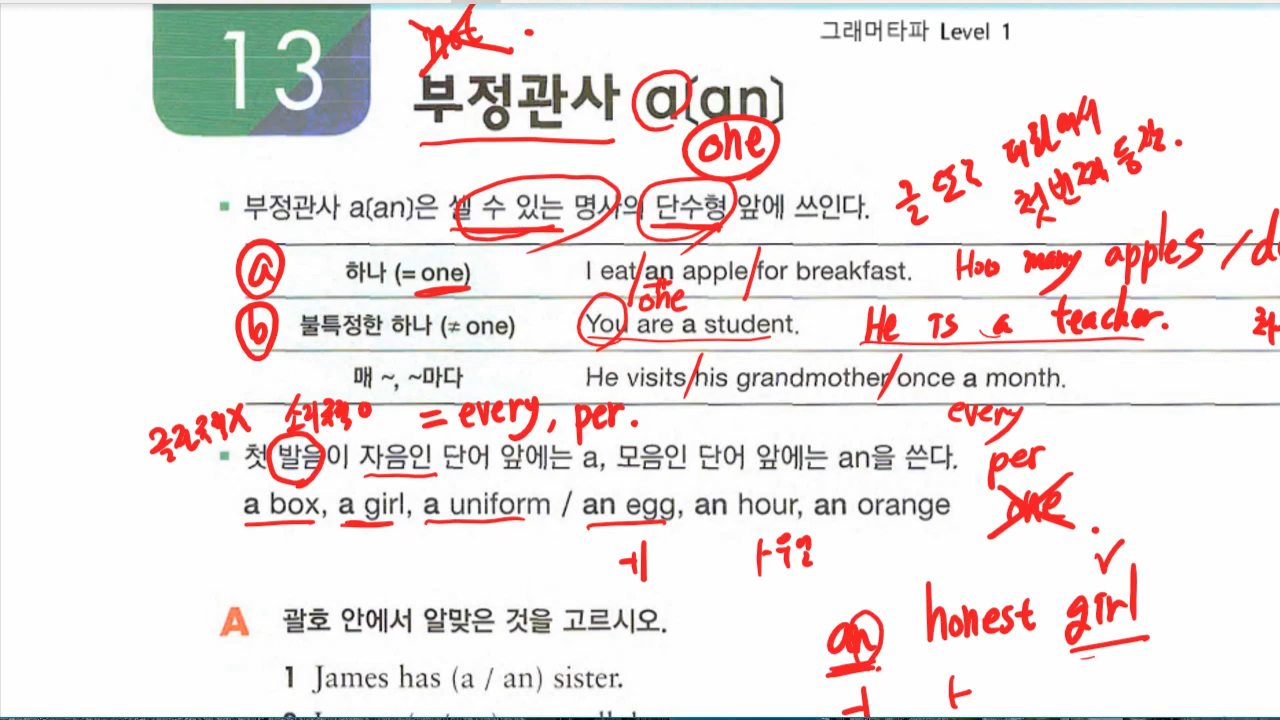 13
not
그래머타파 Level 1
부정관사 a(an)
one
글 또는 대화에서
첫 번째 등장.
부정관사 a(an)은 셀 수 있는 명사의 단수형 앞에 쓰인다.
ⓐ 하나 (= one) I eat / an apple / for breakfast. How many apples /
one
ⓑ 불특정한 하나 (≠ one) You are a student. He is a teacher.
매 ~, ~마다 He visits / his grandmother / once a month.
= every, per.
every
첫 발음이 자음인 단어 앞에는 a, 모음인 단어 앞에는 an을 쓴다.
per
a box, a girl, a uniform / an egg, an hour, an orange
one
A 괄호 안에서 알맞은 것을 고르시오.
an honest girl
1 James has (a / an) sister.